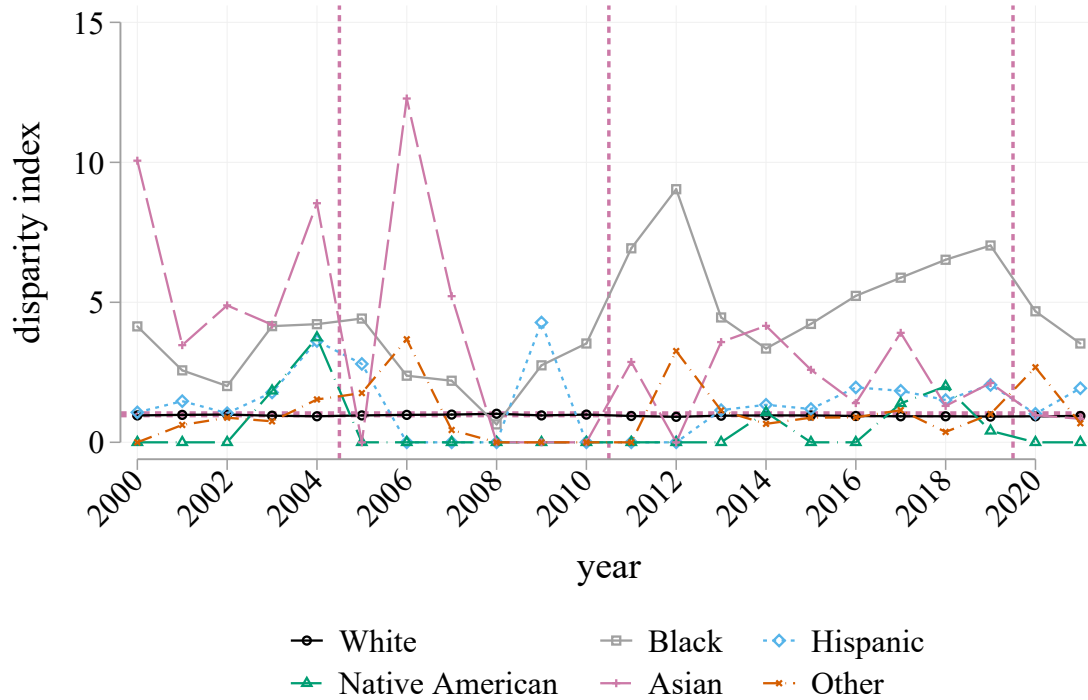 disparity index
15
10
5
0
2000 2002 2004 2006 2008 2010 2012 2014 2016 2018 2020
year
White Black Hispanic
Native American Asian Other